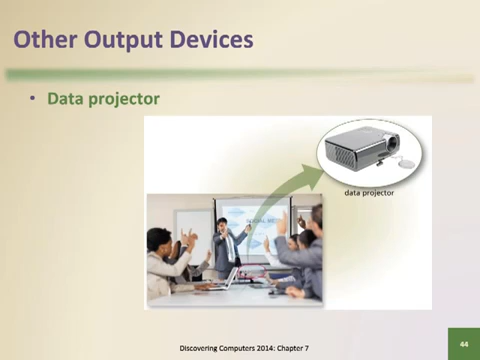 Other Output Devices
• Data projector
data projector
Discovering Computers 2014: Chapter 7
44